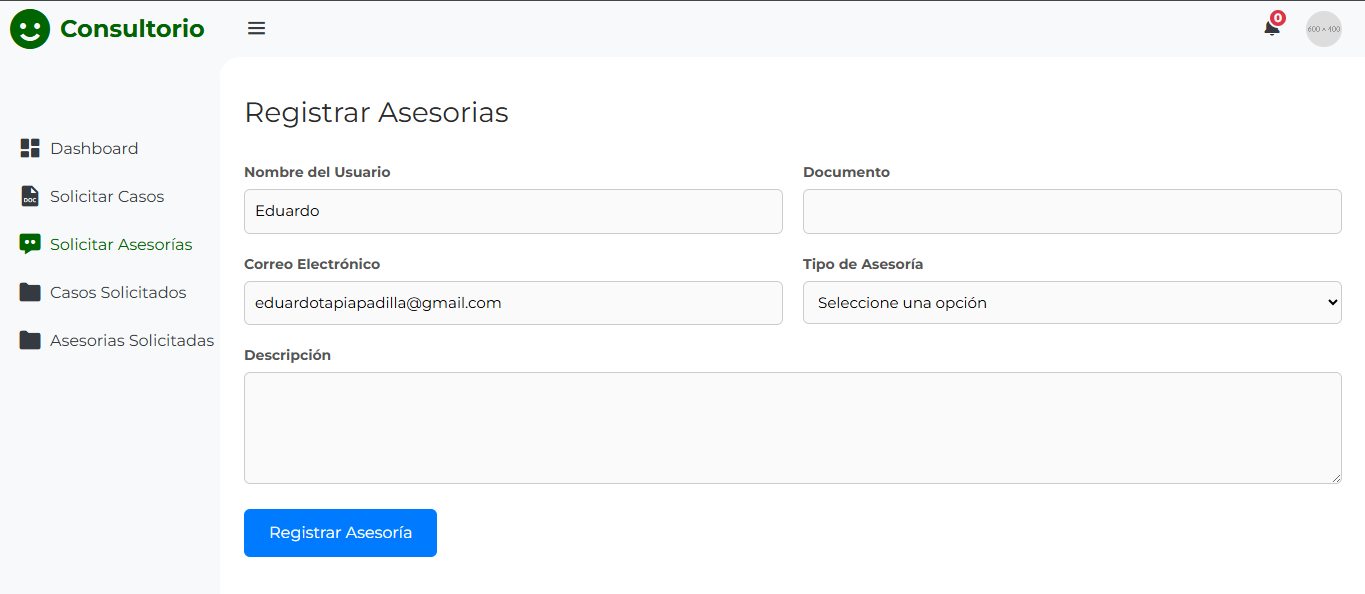 Consultorio
0
600 × 400
Dashboard
DOC
Solicitar Casos
Solicitar Asesorías
Casos Solicitados
Asesorias Solicitadas
Registrar Asesorias
Nombre del Usuario
Documento
Eduardo
Correo Electrónico
Tipo de Asesoría
eduardotapiapadilla@gmail.com
Seleccione una opción
Descripción
Registrar Asesoría